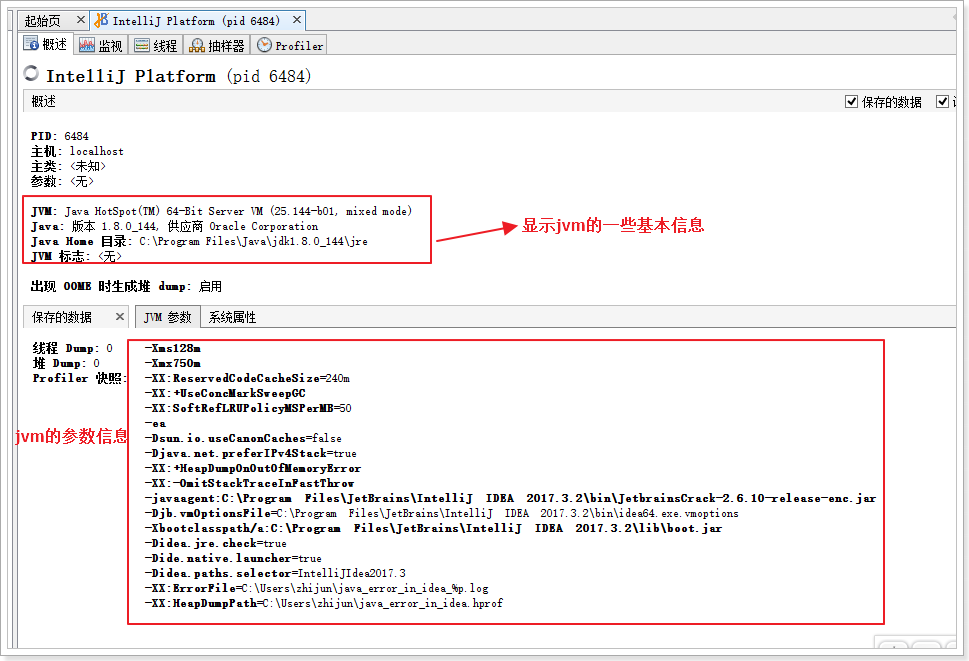 起始页 × IntelliJ Platform (pid 6484) ×
概述 监视 线程 抽样器 Profiler
IntelliJ Platform (pid 6484)
概述 保存的数据
PID: 6484
主机: localhost
主类: <未知>
参数: <无>
JVM: Java HotSpot(TM) 64-Bit Server VM (25.144-b01, mixed mode)
Java: 版本 1.8.0_144, 供应商 Oracle Corporation
Java Home 目录: C:\Program Files\Java\jdk1.8.0_144\jre
JVM 标志: <无>
显示jvm的一些基本信息
出现 OOME 时生成堆 dump: 启用
保存的数据 × JVM 参数 系统属性
线程 Dump: 0
堆 Dump: 0
Profiler 快照:
jvm的参数信息
-Xms128m
-Xmx750m
-XX:ReservedCodeCacheSize=240m
-XX:+UseConcMarkSweepGC
-XX:SoftRefLRUPolicyMSPerMB=50
-ea
-Dsun.io.useCanonCaches=false
-Djava.net.preferIPv4Stack=true
-XX:+HeapDumpOnOutOfMemoryError
-XX:-OmitStackTraceInFastThrow
-javaagent:C:\Program Files\JetBrains\IntelliJ IDEA 2017.3.2\bin\JetbrainsCrack-2.6.10-release-enc.jar
-Djb.vmOptionsFile=C:\Program Files\JetBrains\IntelliJ IDEA 2017.3.2\bin\idea64.exe.vmoptions
-Xbootclasspath/a:C:\Program Files\JetBrains\IntelliJ IDEA 2017.3.2\lib\boot.jar
-Didea.jre.check=true
-Dide.native.launcher=true
-Didea.paths.selector=IntelliJIdea2017.3
-XX:ErrorFile=C:\Users\zhijun\java_error_in_idea_%p.log
-XX:HeapDumpPath=C:\Users\zhijun\java_error_in_idea.hprof